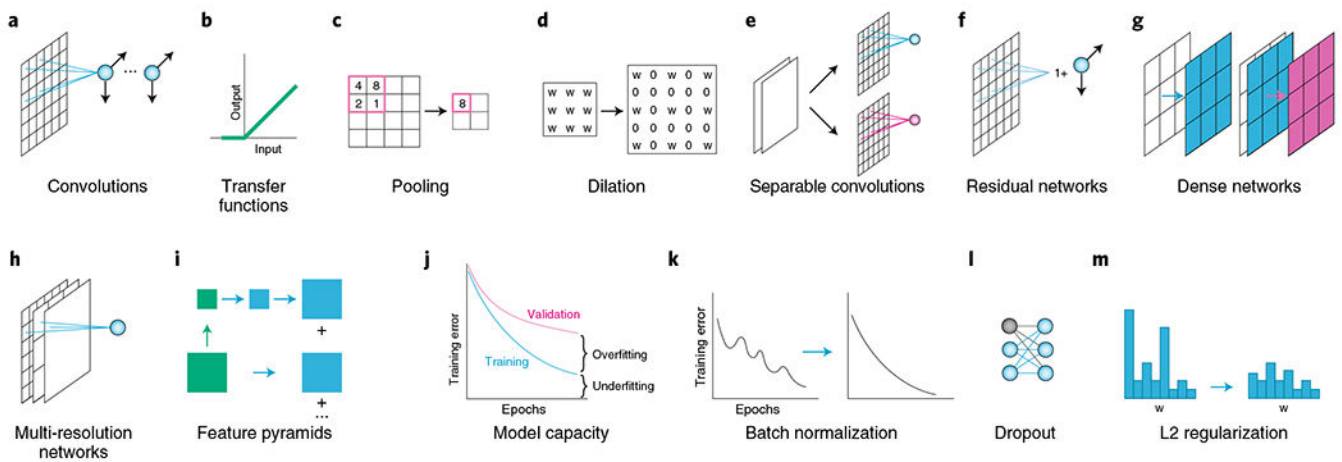 a
Convolutions
...
b
Output
Input
Transfer
functions
c
4 8
2 1
8
Pooling
d
w w w
w w w
w w w
w 0 w 0 w
0 0 0 0 0
w 0 w 0 w
0 0 0 0 0
w 0 w 0 w
Dilation
e
Separable convolutions
f
1+
Residual networks
g
Dense networks
h
Multi-resolution
networks
i
+
+
...
Feature pyramids
j
Training error
Validation
Training
Overfitting
Underfitting
Epochs
Model capacity
k
Training error
Epochs
Batch normalization
l
Dropout
m
w
w
L2 regularization